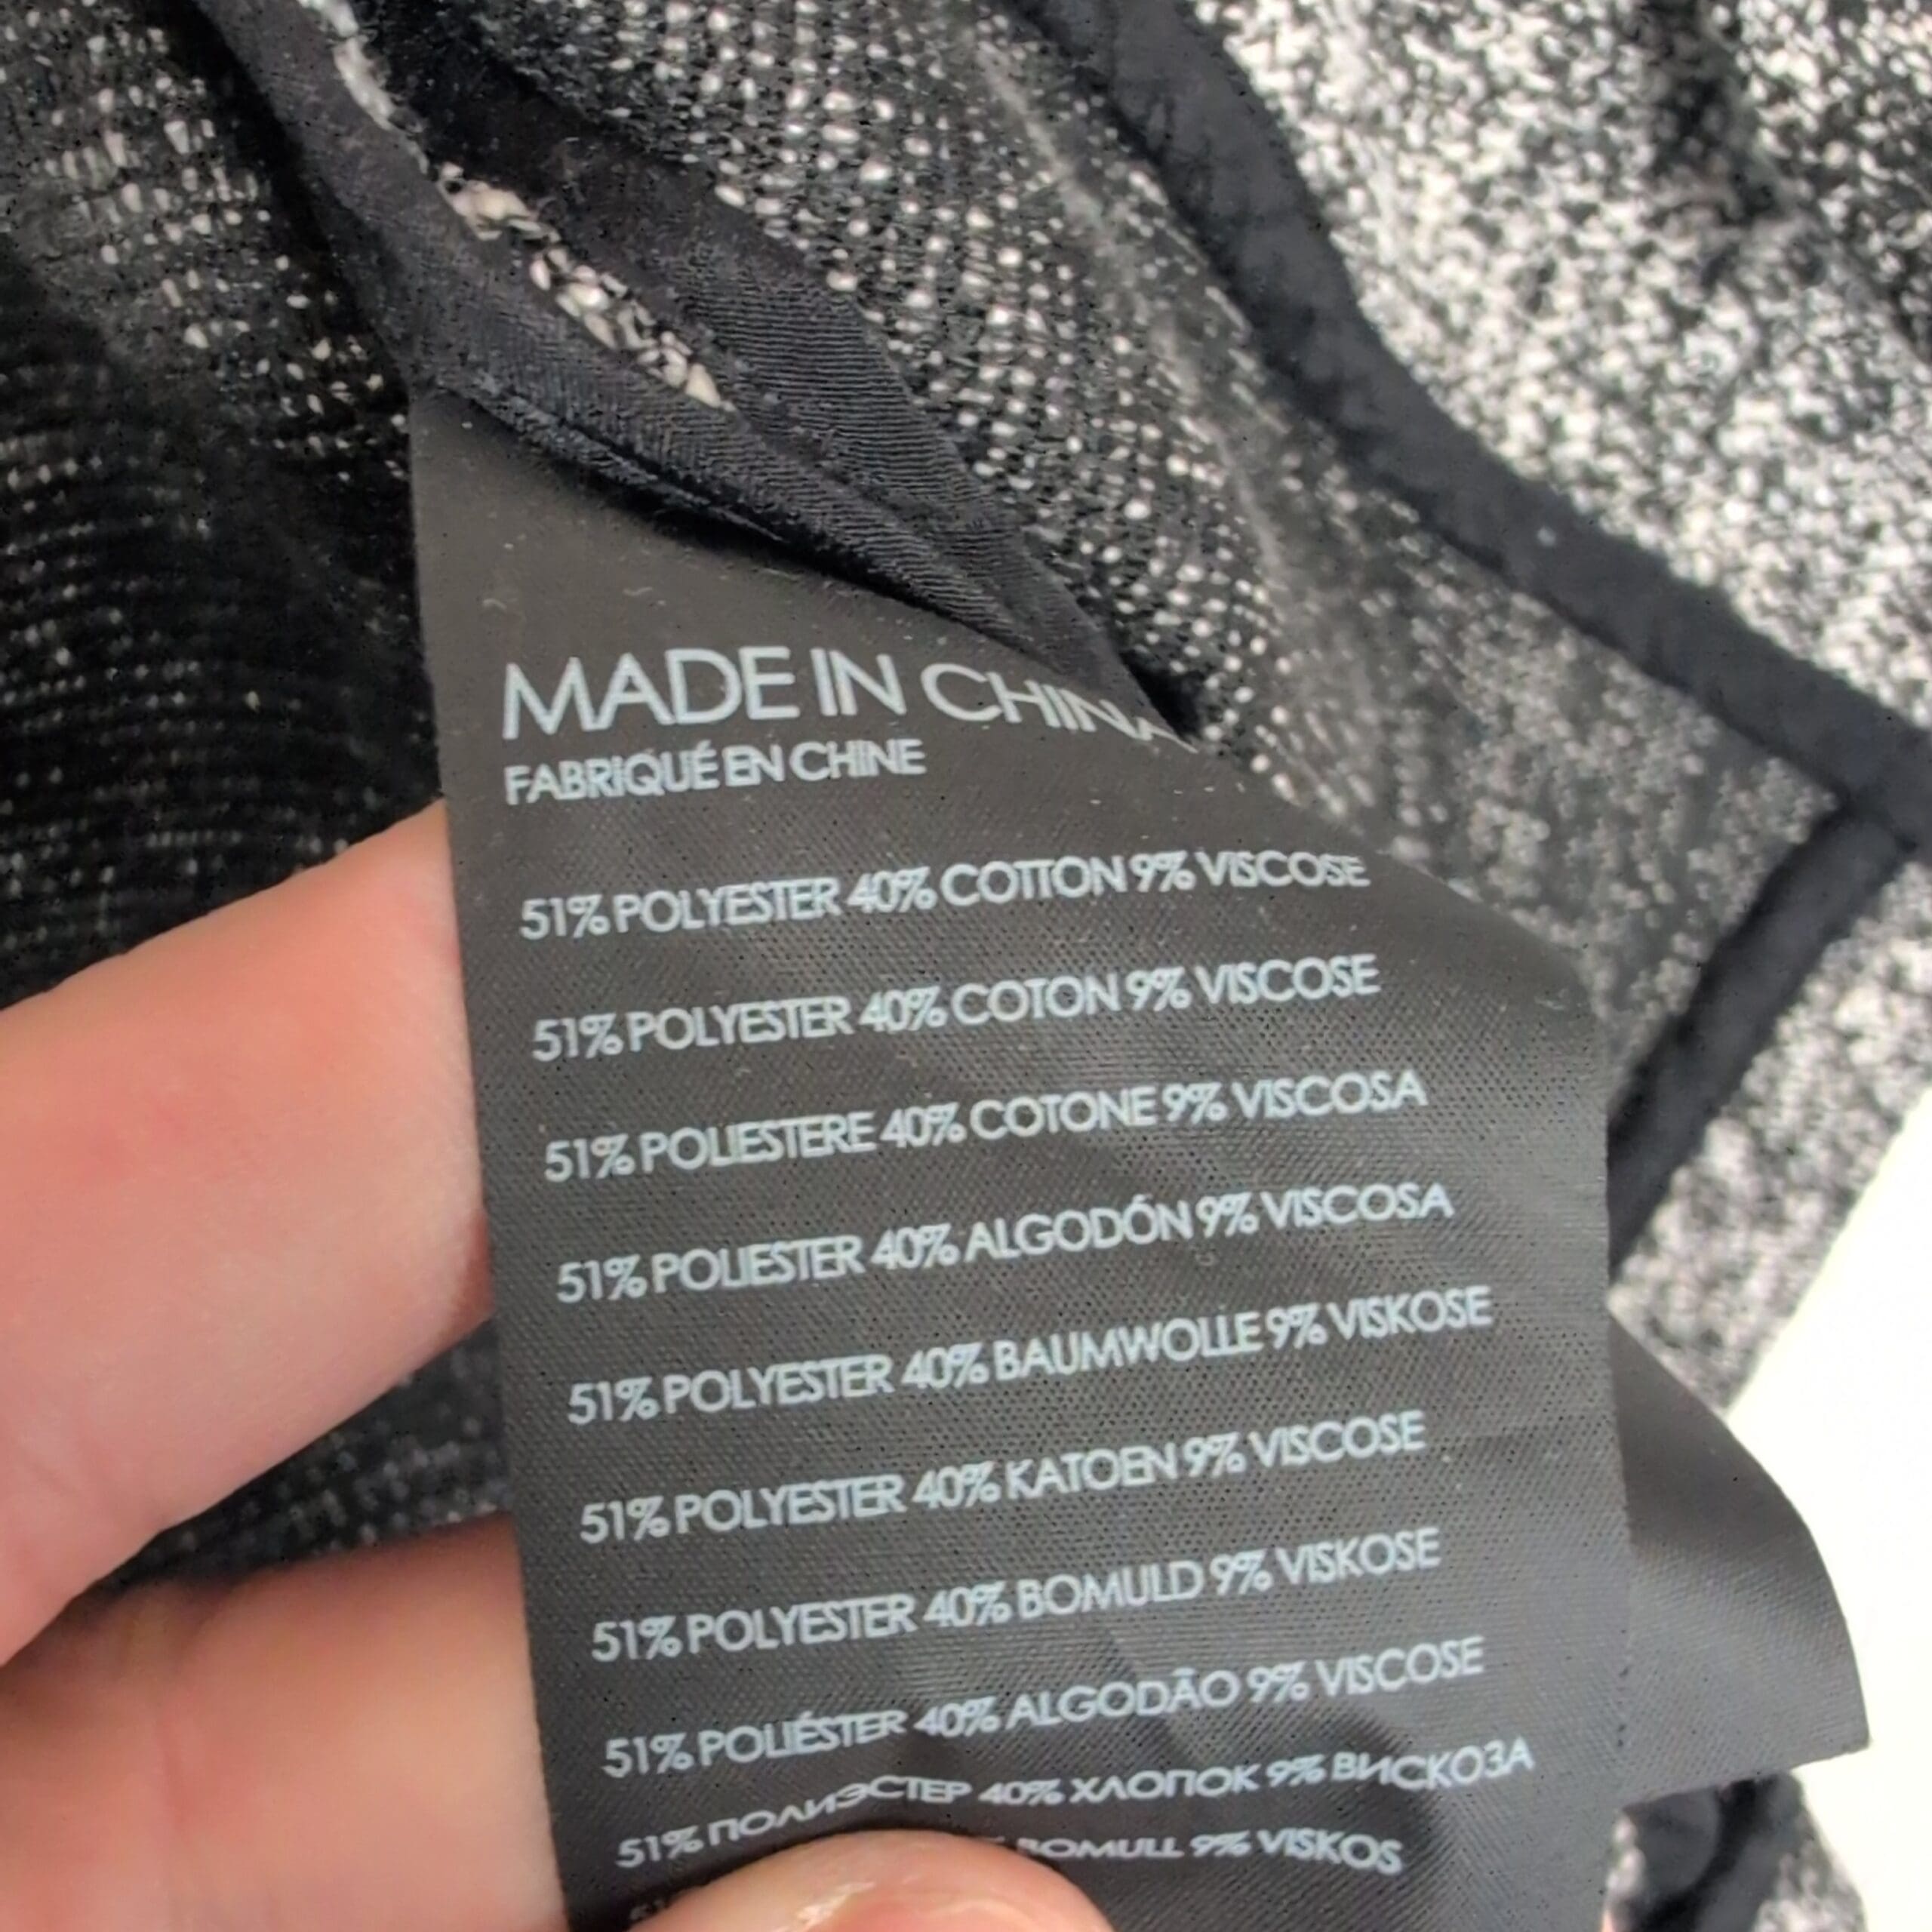 MADE IN CHINA
FABRIQUÉ EN CHINE
51% POLYESTER 40% COTTON 9% VISCOSE
51% POLYESTER 40% COTON 9% VISCOSE
51% POLIESTERE 40% COTONE 9% VISCOSA
51% POLIESTER 40% ALGODÓN 9% VISCOSA
51% POLYESTER 40% BAUMWOLLE 9% VISKOSE
51% POLYESTER 40% KATOEN 9% VISCOSE
51% POLYESTER 40% BOMULD 9% VISKOSE
51% POLIÉSTER 40% ALGODÃO 9% VISCOSE
51% ПОЛИЭСТЕР 40% ХЛОПОК 9% ВИСКОЗА
BOMULL 9% VISKOS